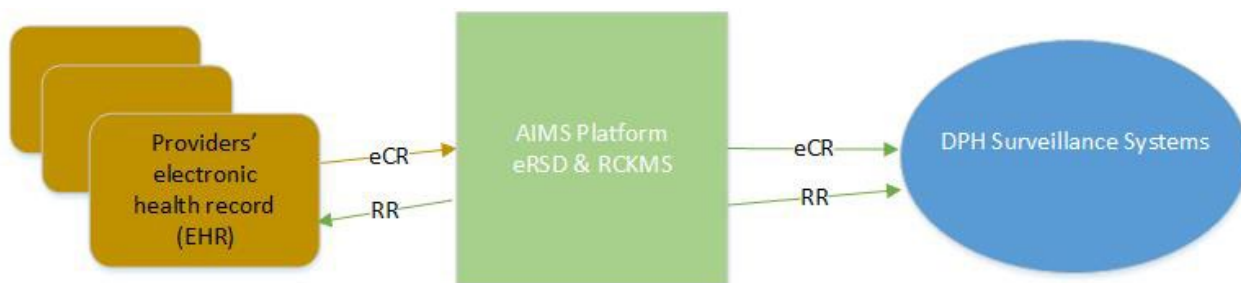 Providers'
electronic
health record
(EHR)
eCR
RR
AIMS Platform
eRSD & RCKMS
eCR
RR
DPH Surveillance Systems